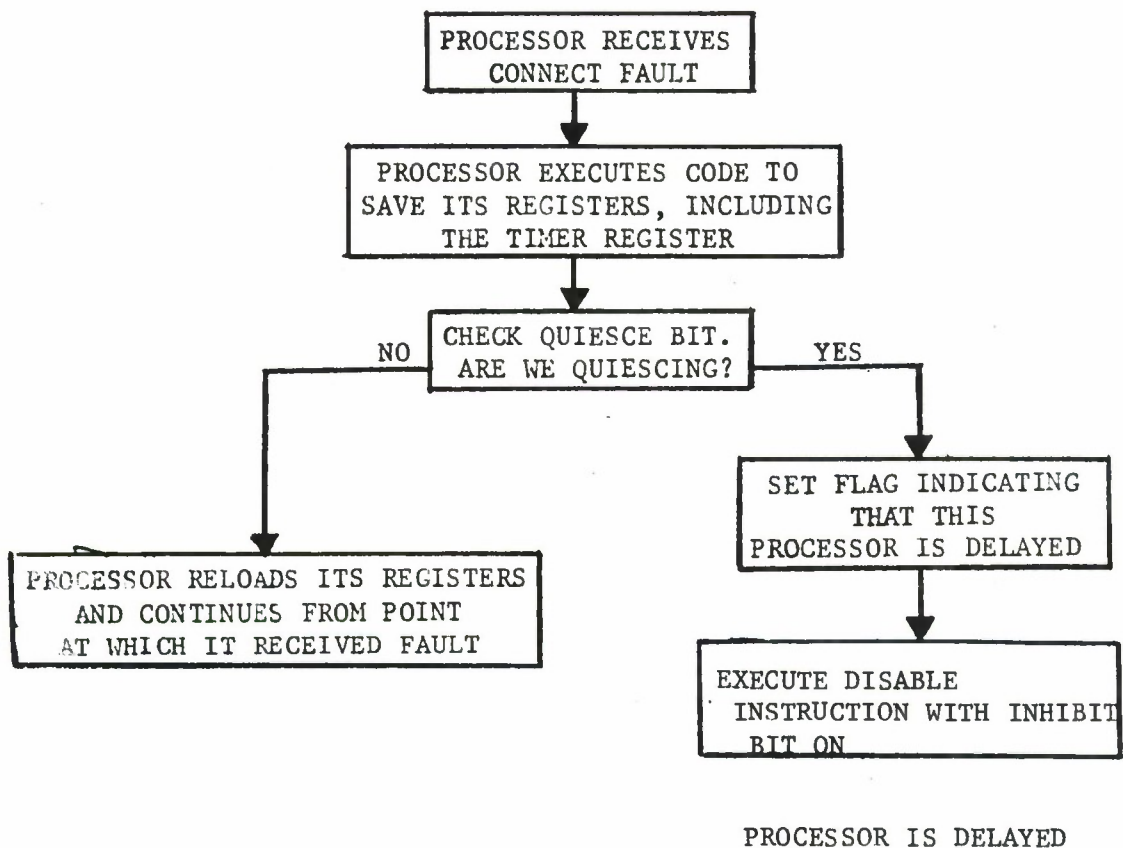 PROCESSOR RECEIVES
CONNECT FAULT
PROCESSOR EXECUTES CODE TO
SAVE ITS REGISTERS, INCLUDING
THE TIMER REGISTER
CHECK QUIESCE BIT.
ARE WE QUIESCING?
NO
YES
SET FLAG INDICATING
THAT THIS
PROCESSOR IS DELAYED
PROCESSOR RELOADS ITS REGISTERS
AND CONTINUES FROM POINT
AT WHICH IT RECEIVED FAULT
EXECUTE DISABLE
INSTRUCTION WITH INHIBIT
BIT ON
PROCESSOR IS DELAYED